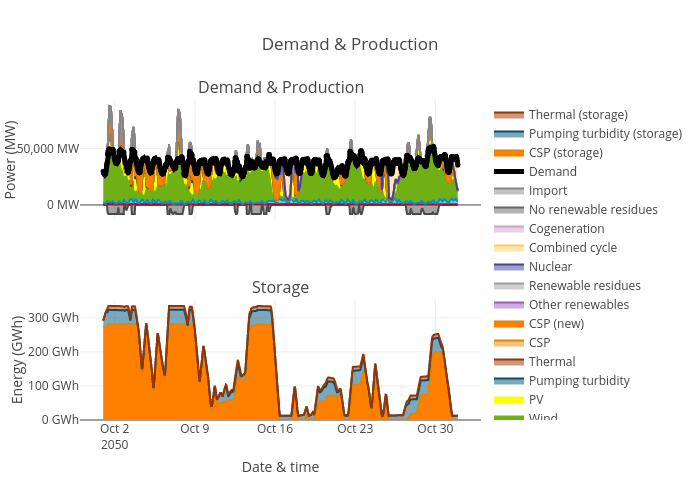 Demand & Production
Demand & Production
Power (MW)
50,000 MW
0 MW
Storage
Energy (GWh)
300 GWh
200 GWh
100 GWh
0 GWh
Oct 2
2050
Oct 9
Oct 16
Oct 23
Oct 30
Date & time
Thermal (storage)
Pumping turbidity (storage)
CSP (storage)
Demand
Import
No renewable residues
Cogeneration
Combined cycle
Nuclear
Renewable residues
Other renewables
CSP (new)
CSP
Thermal
Pumping turbidity
PV
Wind